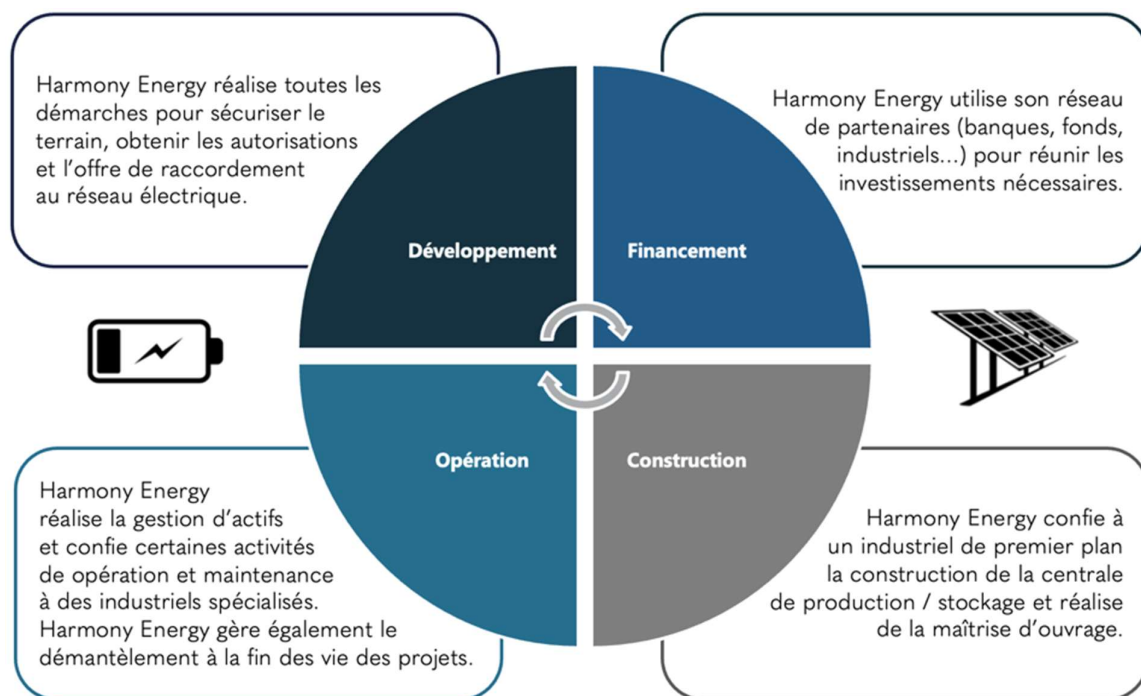 Harmony Energy réalise toutes les
démarches pour sécuriser le
terrain, obtenir les autorisations
et l'offre de raccordement
au réseau électrique.
Harmony Energy utilise son réseau
de partenaires (banques, fonds,
industriels...) pour réunir les
investissements nécessaires.
Développement
Financement
Opération
Construction
Harmony Energy
réalise la gestion d'actifs
et confie certaines activités
de opération et maintenance
à des industriels spécialisés.
Harmony Energy gère également le
démantèlement à la fin des vie des projets.
Harmony Energy confie à
un industriel de premier plan
la construction de la centrale
de production / stockage et réalise
de la maîtrise d'ouvrage.